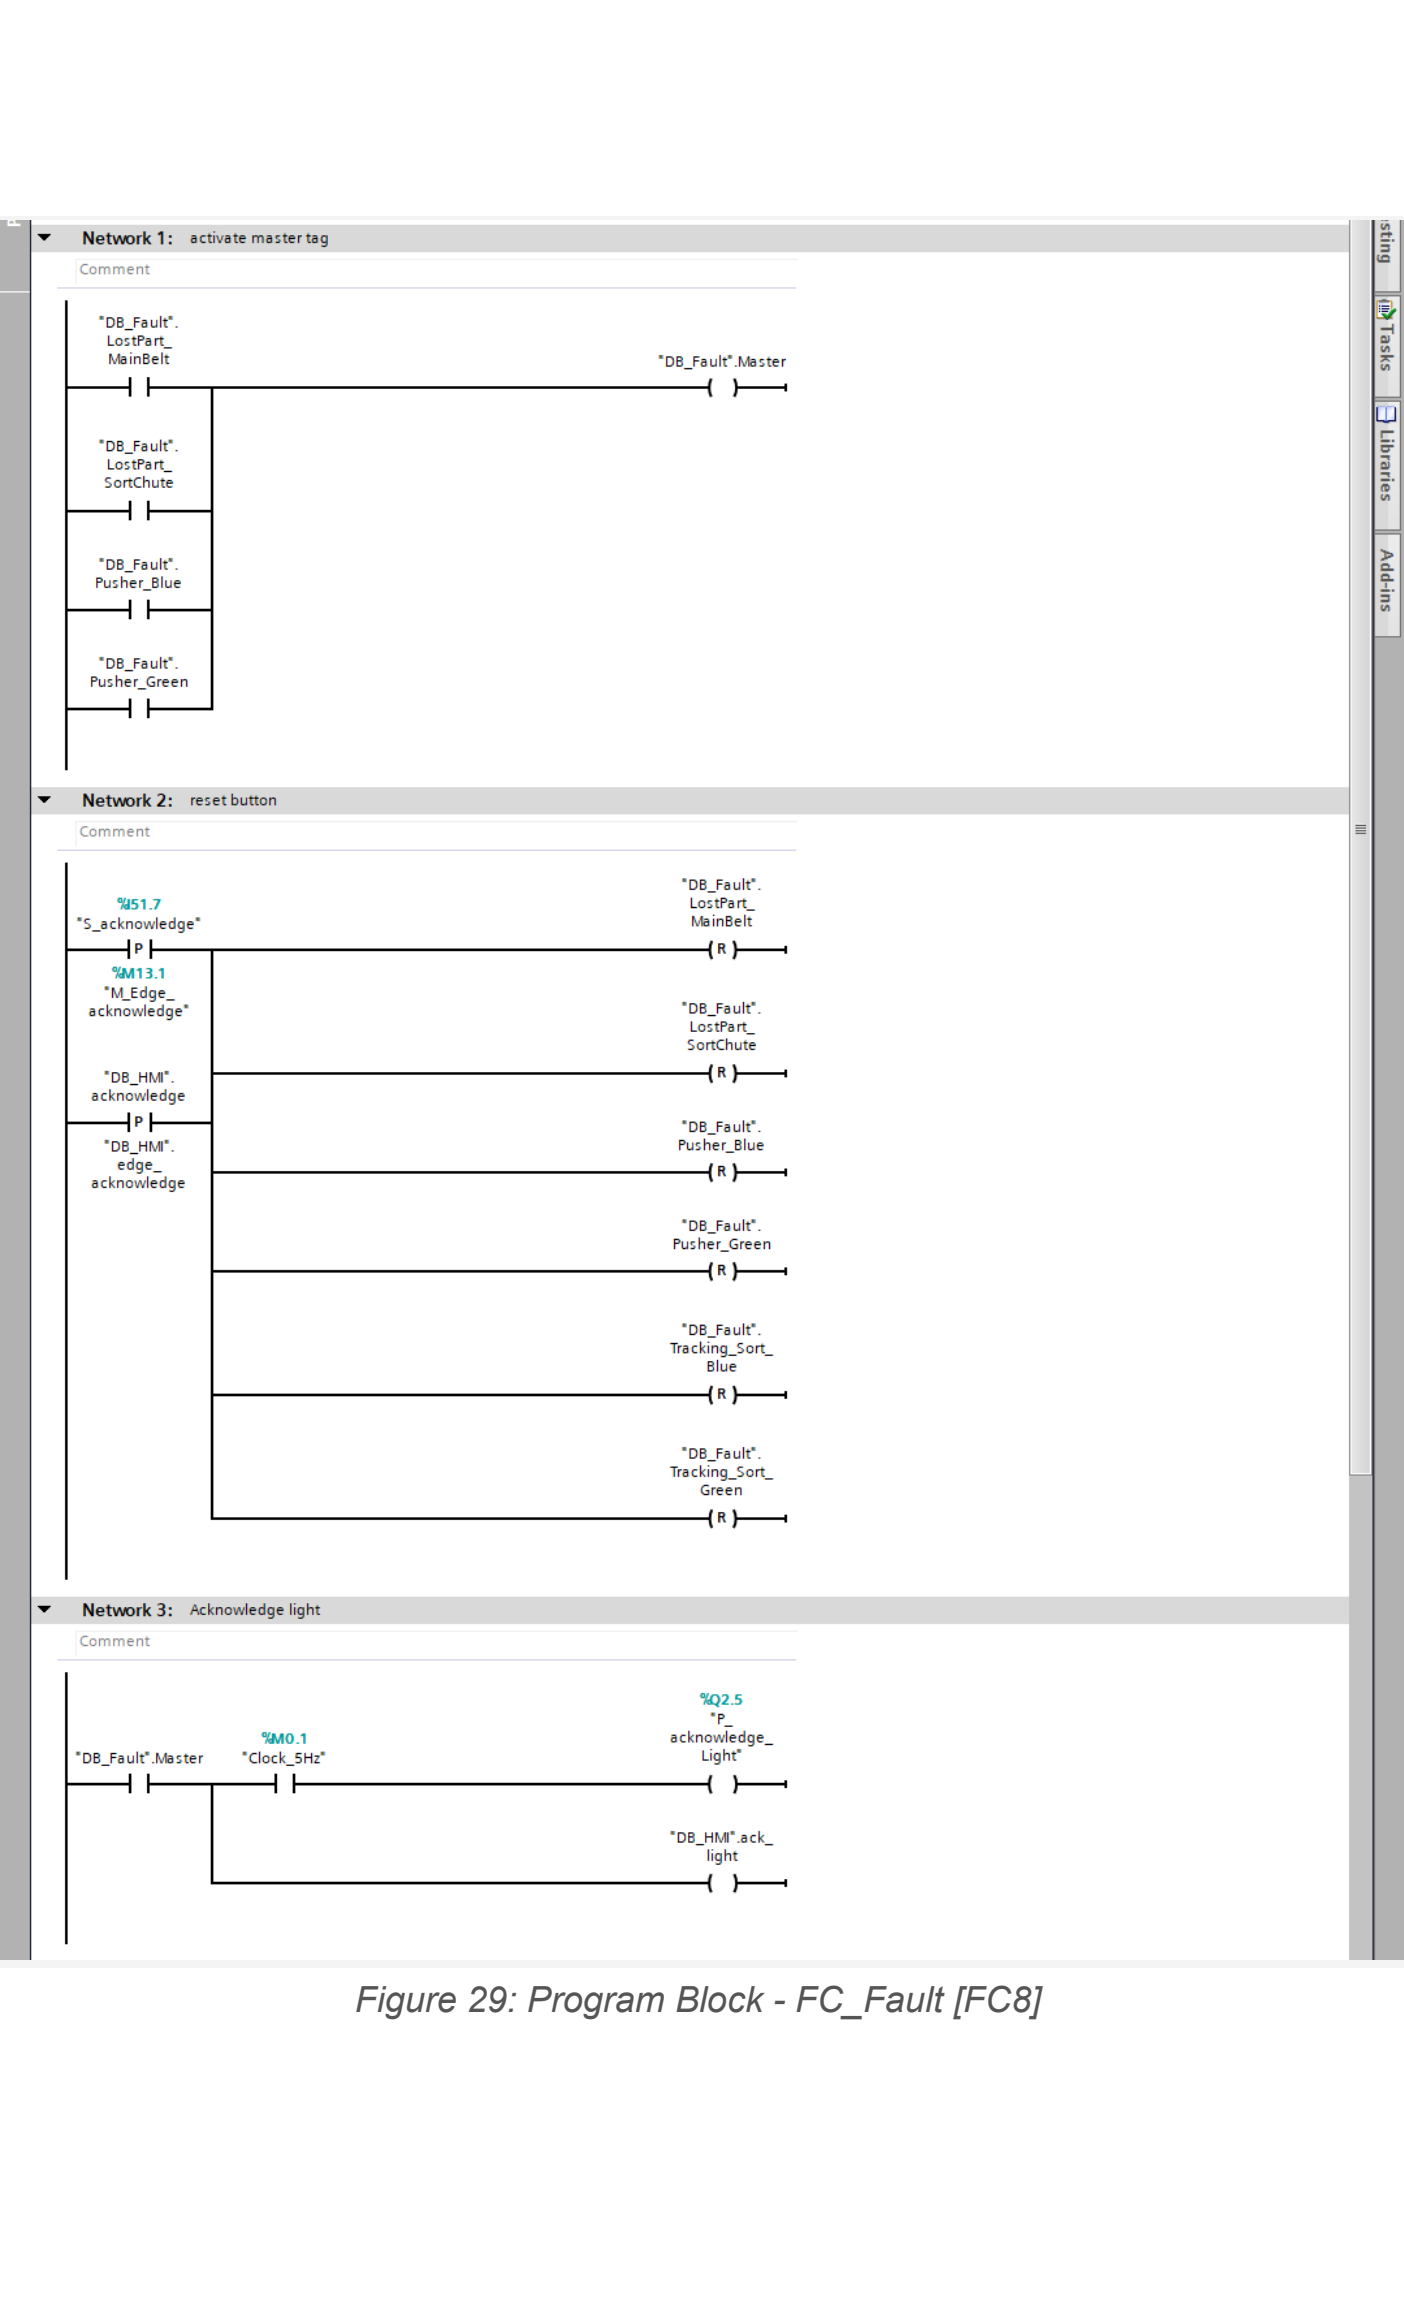 Network 1: activate master tag
Comment
"DB_Fault".
LostPart_
MainBelt
"DB_Fault".Master
"DB_Fault".
LostPart_
SortChute
"DB_Fault".
Pusher_Blue
"DB_Fault".
Pusher_Green
Network 2: reset button
Comment
%I51.7
"S_acknowledge"
P
%M13.1
"M_Edge_
acknowledge"
"DB_HMI".
acknowledge
P
"DB_HMI".
edge_
acknowledge
"DB_Fault".
LostPart_
MainBelt
R
"DB_Fault".
LostPart_
SortChute
R
"DB_Fault".
Pusher_Blue
R
"DB_Fault".
Pusher_Green
R
"DB_Fault".
Tracking_Sort_
Blue
R
"DB_Fault".
Tracking_Sort_
Green
R
Network 3: Acknowledge light
Comment
"DB_Fault".Master
%M0.1
"Clock_5Hz"
%Q2.5
"P_
acknowledge_
Light"
"DB_HMI".ack_
light
Tasks
Libraries
Add-ins
Figure 29: Program Block - FC_Fault [FC8]